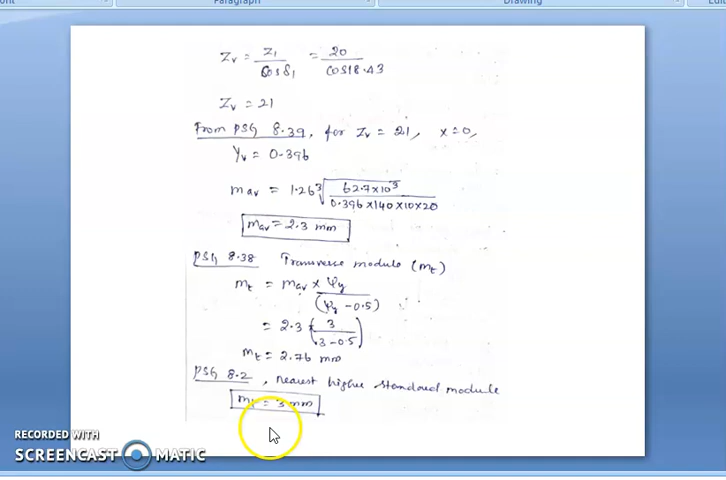 Paragraph
Drawing
Zv = Z1 / Cos δ1 = 20 / COS18.43
Zv = 21
From PSG 8.39, for Zv = 21, x=0,
Yv = 0.396
mav = 1.26 ∛ 62.7×10³ / 0.396×140×10×20
mav = 2.3 mm
PSG 8.38 Transverse module (mt)
mt = mav × ψy / (ψy - 0.5)
= 2.3 × (3 / 3-0.5)
mt = 2.76 mm
PSG 8.2, nearest higher standard module
mt = 3 mm
RECORDED WITH
SCREENCAST MATIC